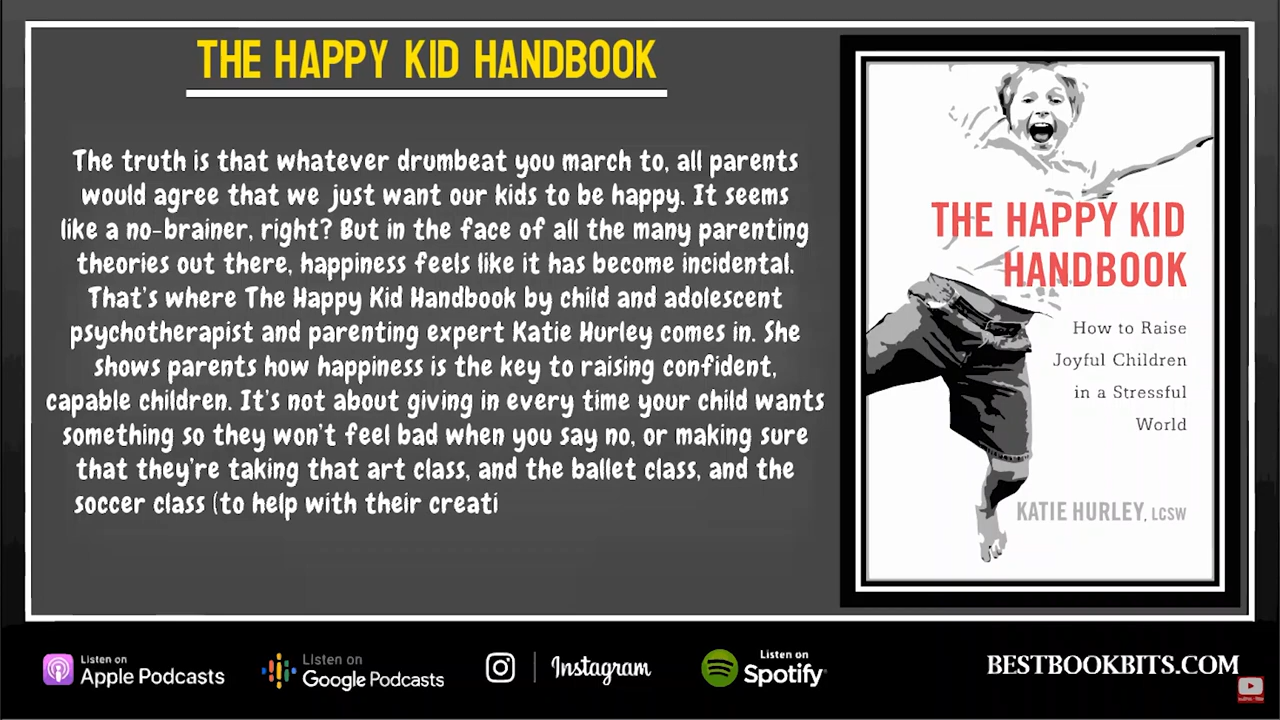 THE HAPPY KID HANDBOOK
The truth is that whatever drumbeat you march to, all parents
would agree that we just want our kids to be happy. It seems
like a no-brainer, right? But in the face of all the many parenting
theories out there, happiness feels like it has become incidental.
That's where The Happy Kid Handbook by child and adolescent
psychotherapist and parenting expert Katie Hurley comes in. She
shows parents how happiness is the key to raising confident,
capable children. It's not about giving in every time your child wants
something so they won't feel bad when you say no, or making sure
that they're taking that art class, and the ballet class, and the
soccer class (to help with their creati
THE HAPPY KID
HANDBOOK
How to Raise
Joyful Children
in a Stressful
World
KATIE HURLEY, LCSW
Listen on
Apple Podcasts
Listen on
Google Podcasts
Instagram
Listen on
Spotify
BESTBOOKBITS.COM